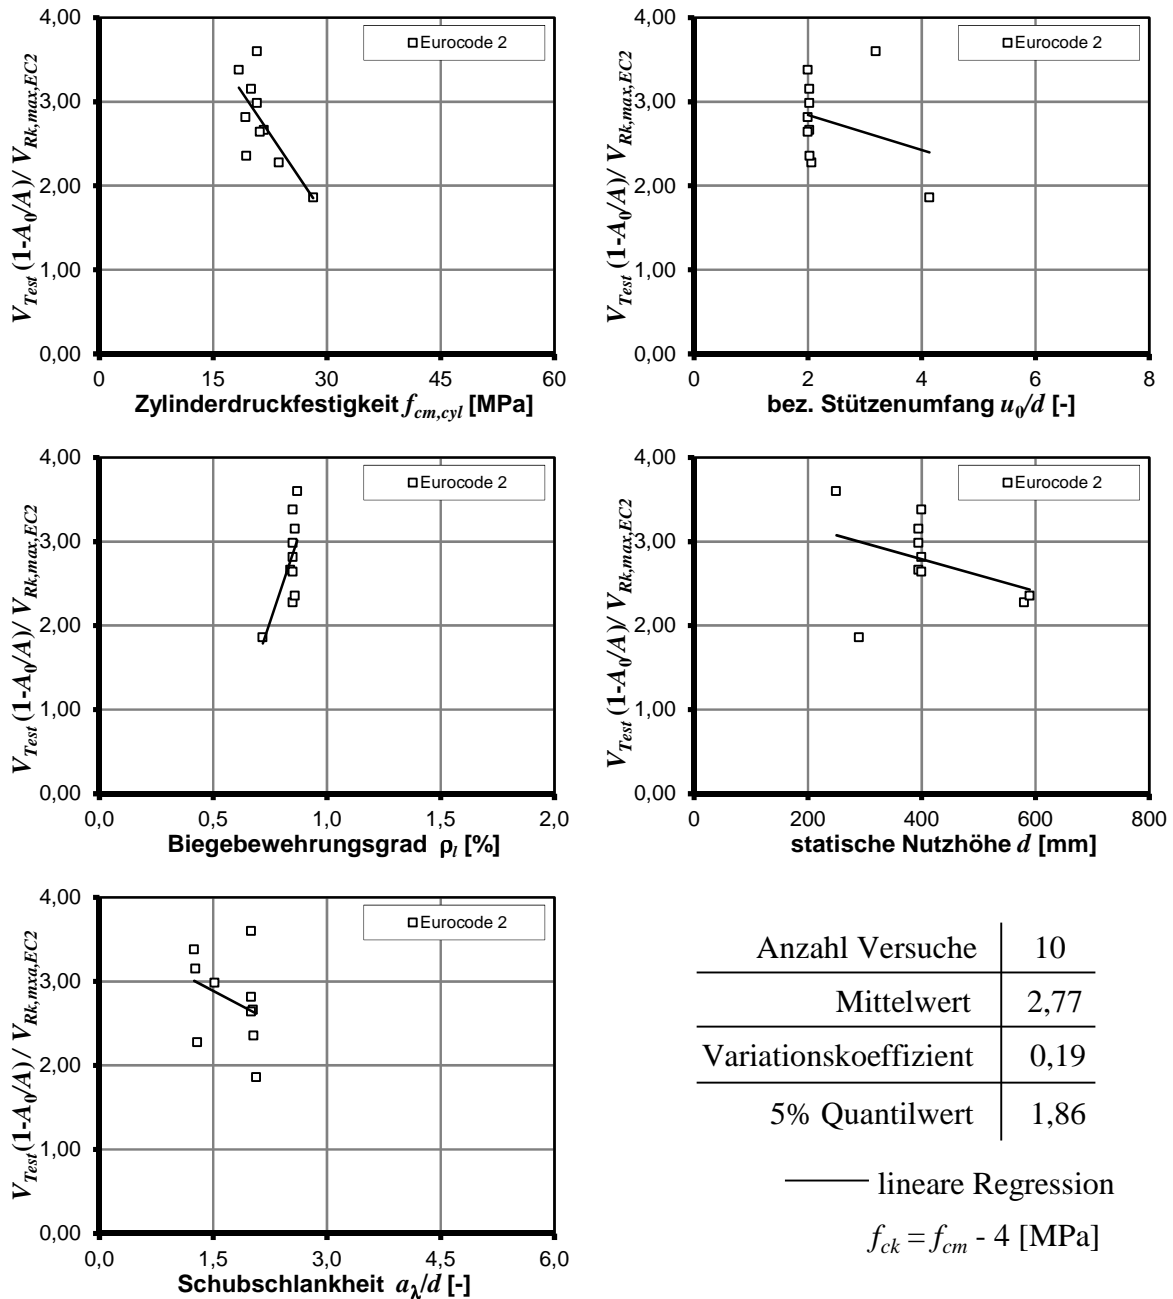 4,00
3,00
2,00
1,00
0,00
V_Test (1-A_0/A)/ V_Rk,max,EC2
Eurocode 2
0 15 30 45 60
Zylinderdruckfestigkeit f_cm,cyl [MPa]
4,00
3,00
2,00
1,00
0,00
V_Test (1-A_0/A)/ V_Rk,max,EC2
Eurocode 2
0 2 4 6 8
bez. Stützenumfang u_0/d [-]
4,00
3,00
2,00
1,00
0,00
V_Test (1-A_0/A)/ V_Rk,max,EC2
Eurocode 2
0,0 0,5 1,0 1,5 2,0
Biegebewehrungsgrad ρ_l [%]
4,00
3,00
2,00
1,00
0,00
V_Test (1-A_0/A)/ V_Rk,max,EC2
Eurocode 2
0 200 400 600 800
statische Nutzhöhe d [mm]
4,00
3,00
2,00
1,00
0,00
V_Test (1-A_0/A)/ V_Rk,mxa,EC2
Eurocode 2
0,0 1,5 3,0 4,5 6,0
Schubschlankheit a_λ/d [-]
Anzahl Versuche 10
Mittelwert 2,77
Variationskoeffizient 0,19
5% Quantilwert 1,86
lineare Regression
f_ck = f_cm - 4 [MPa]